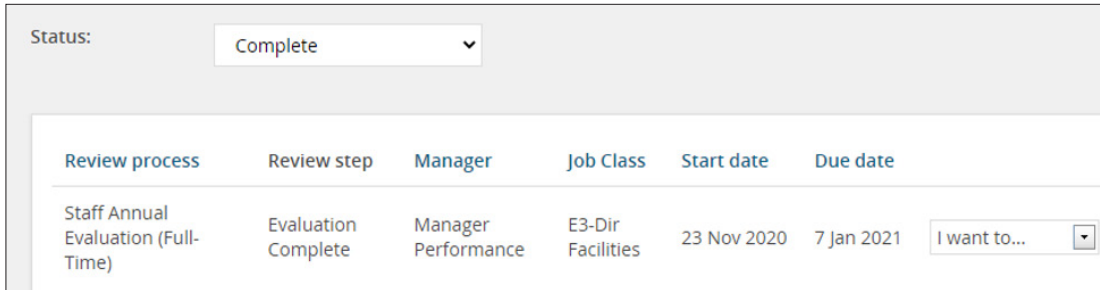 Status: Complete
Review process Review step Manager Job Class Start date Due date
Staff Annual
Evaluation (Full-
Time)
Evaluation
Complete
Manager
Performance
E3-Dir
Facilities
23 Nov 2020
7 Jan 2021
I want to...